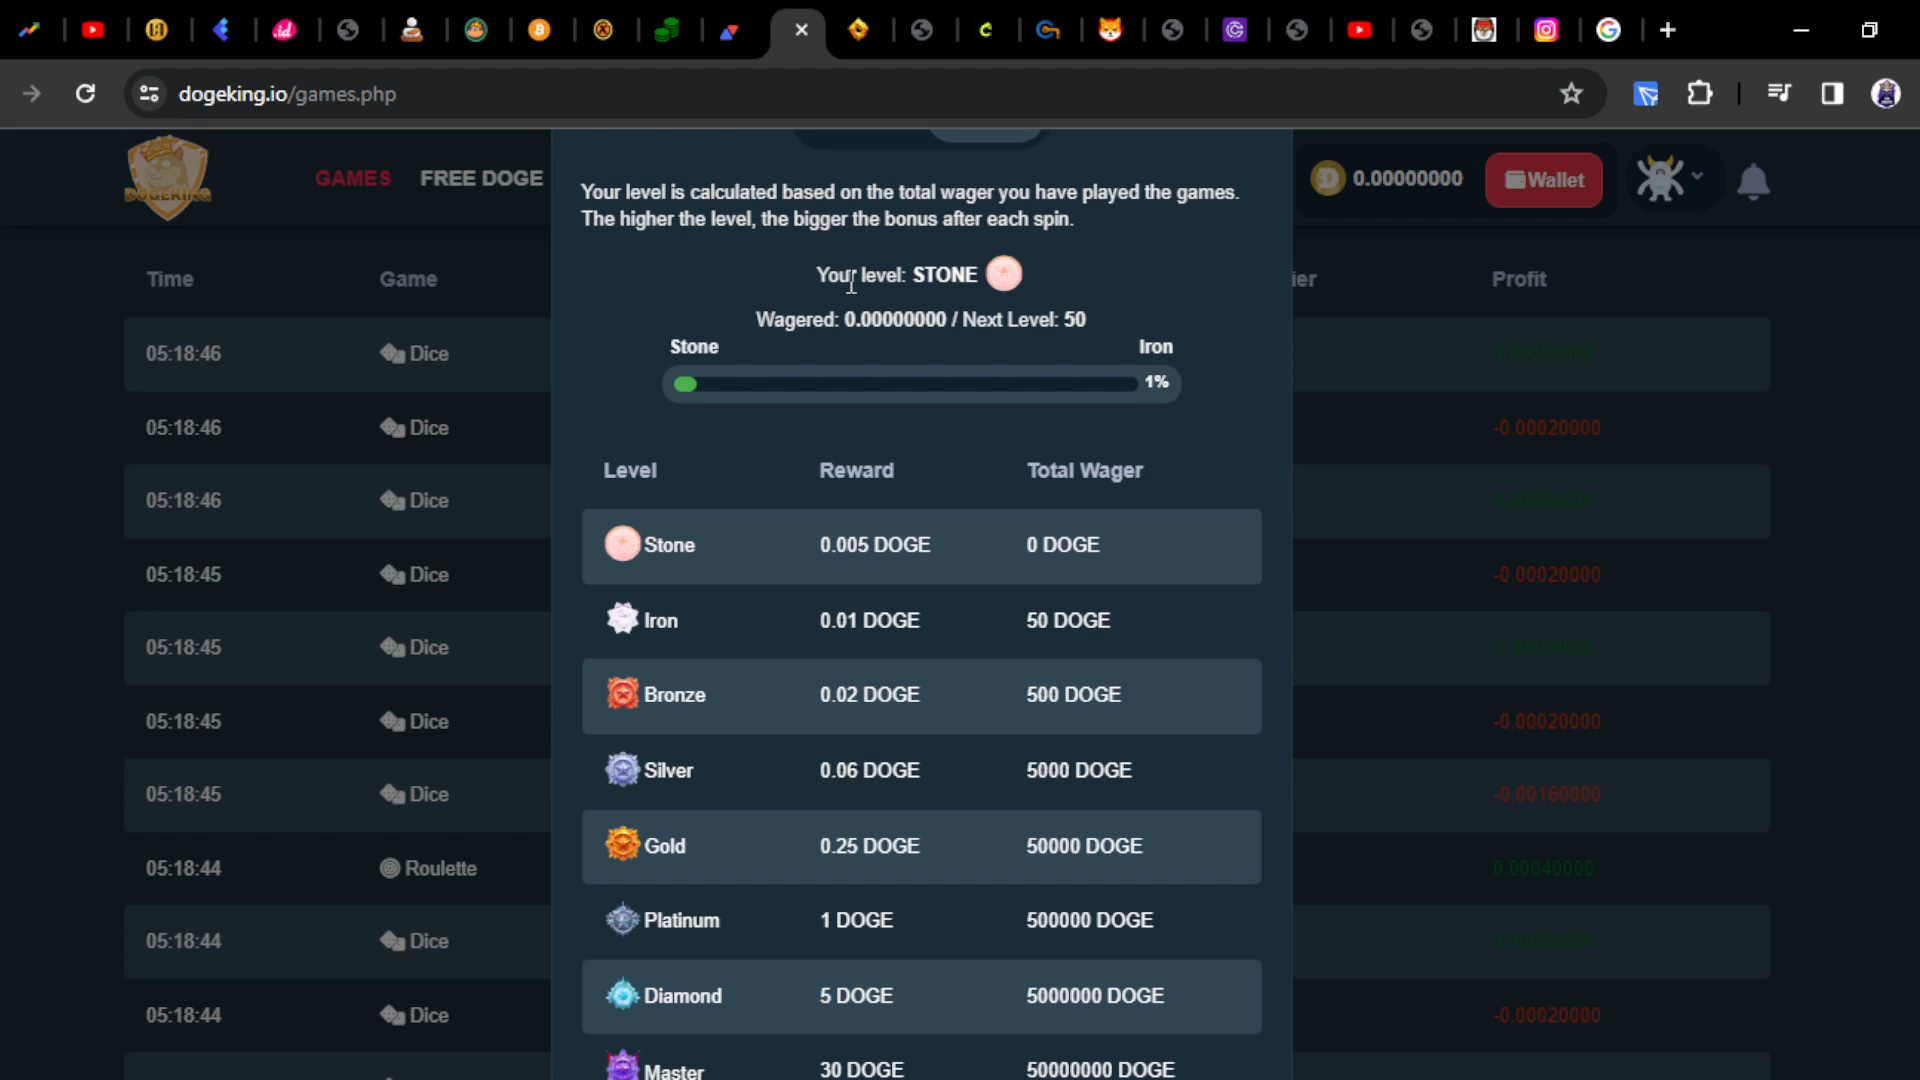 dogeking.io/games.php
DOGEKING
GAMES
FREE DOGE
0.00000000
Wallet
Your level is calculated based on the total wager you have played the games.
The higher the level, the bigger the bonus after each spin.
Your level: STONE
Wagered: 0.00000000 / Next Level: 50
Stone Iron
1%
Level Reward Total Wager
Stone 0.005 DOGE 0 DOGE
Iron 0.01 DOGE 50 DOGE
Bronze 0.02 DOGE 500 DOGE
Silver 0.06 DOGE 5000 DOGE
Gold 0.25 DOGE 50000 DOGE
Platinum 1 DOGE 500000 DOGE
Diamond 5 DOGE 5000000 DOGE
Master 30 DOGE 50000000 DOGE
Time Game ier Profit
05:18:46 Dice
05:18:46 Dice -0.00020000
05:18:46 Dice
05:18:45 Dice -0.00020000
05:18:45 Dice
05:18:45 Dice -0.00020000
05:18:45 Dice -0.00160000
05:18:44 Roulette 0.00040000
05:18:44 Dice
05:18:44 Dice -0.00020000